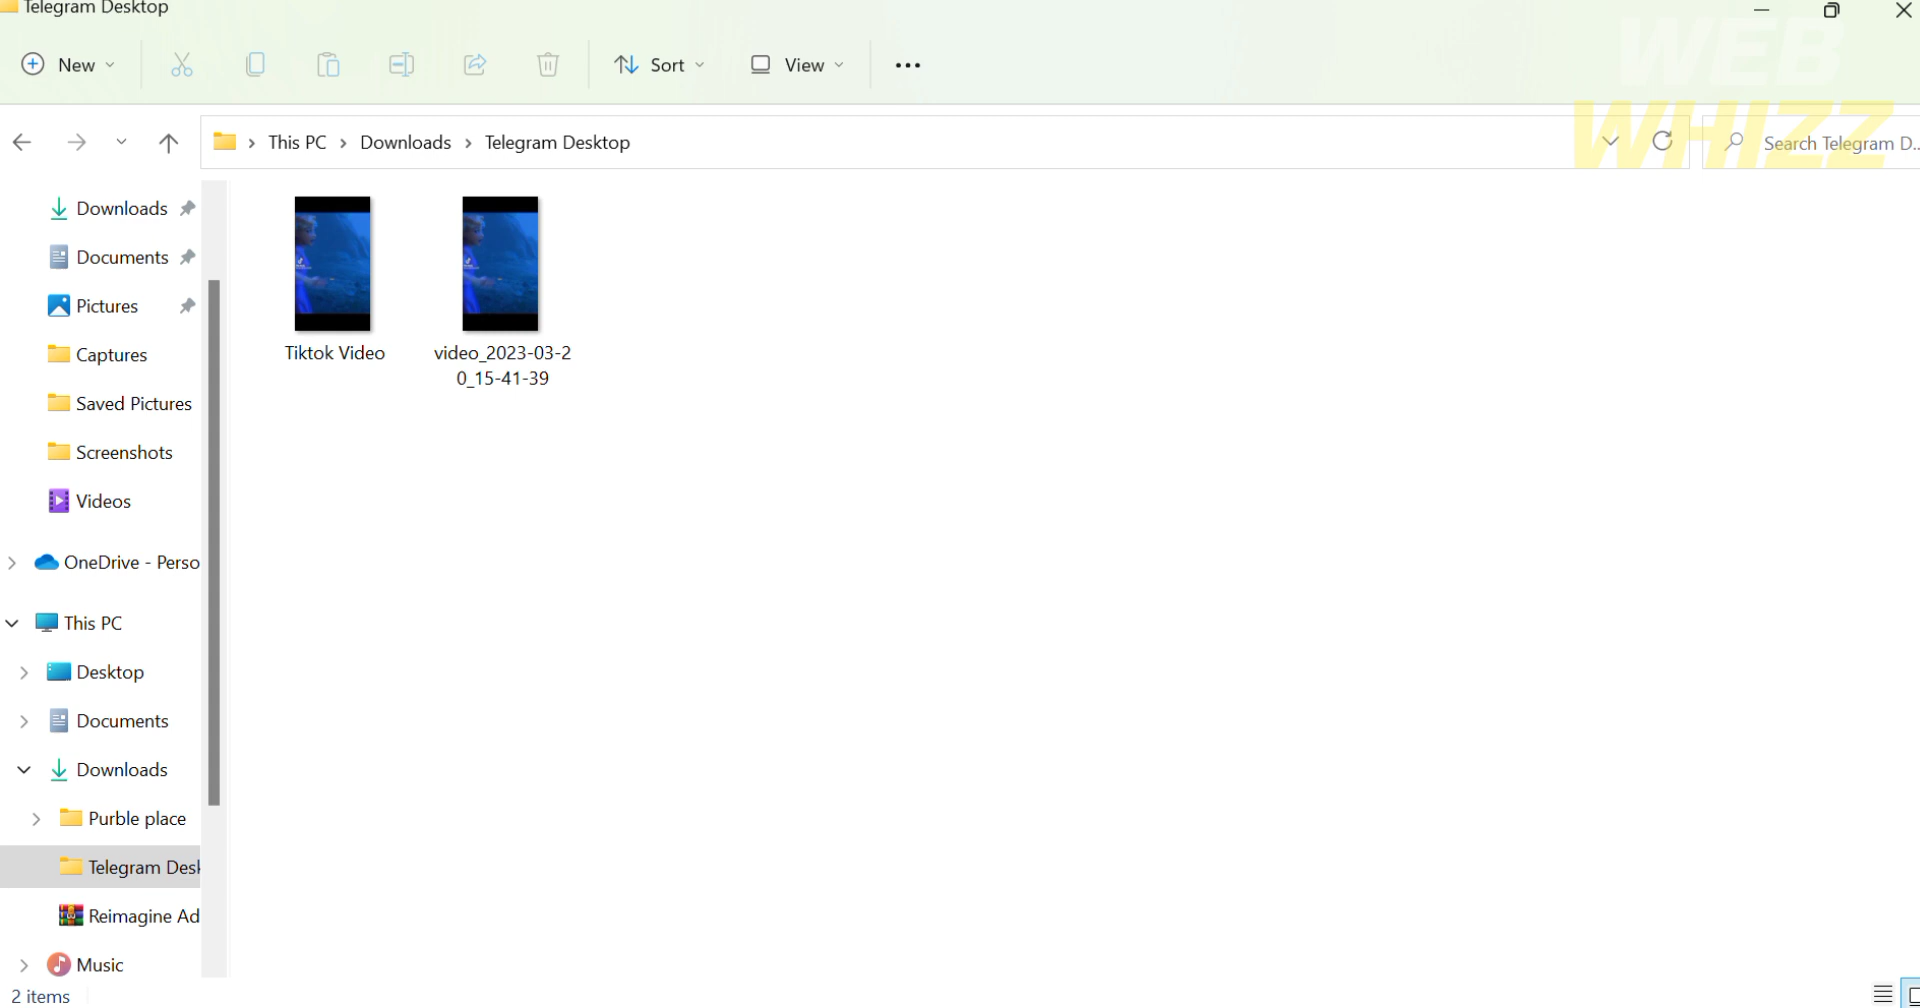 Telegram Desktop
New
Sort
View
WEB
WHIZZ
This PC > Downloads > Telegram Desktop
Search Telegram D...
Downloads
Documents
Pictures
Captures
Saved Pictures
Screenshots
Videos
OneDrive - Perso
This PC
Desktop
Documents
Downloads
Purble place
Telegram Desk
Reimagine Ad
Music
Tiktok Video
video_2023-03-2
0_15-41-39
2 items